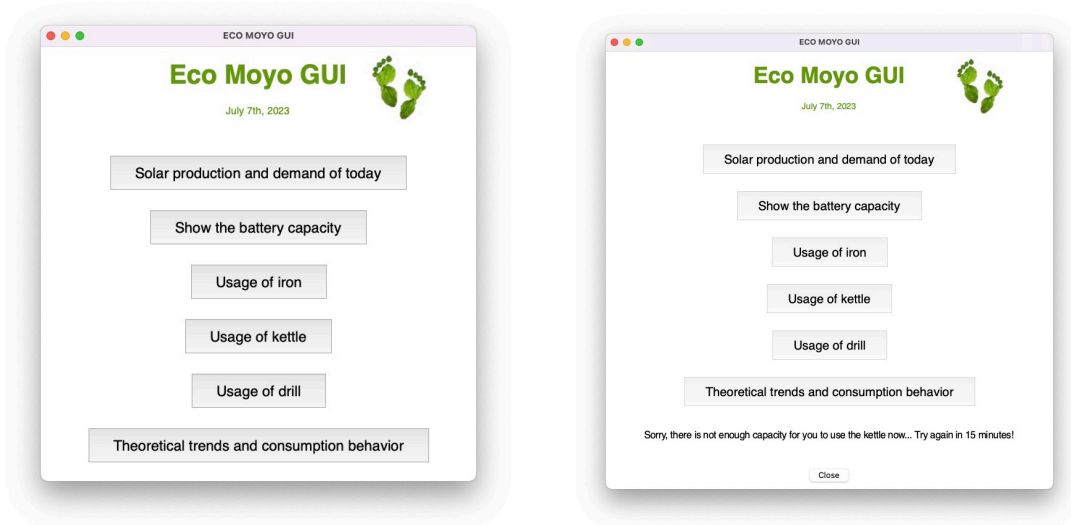 ECO MOYO GUI
Eco Moyo GUI
July 7th, 2023
Solar production and demand of today
Show the battery capacity
Usage of iron
Usage of kettle
Usage of drill
Theoretical trends and consumption behavior
ECO MOYO GUI
Eco Moyo GUI
July 7th, 2023
Solar production and demand of today
Show the battery capacity
Usage of iron
Usage of kettle
Usage of drill
Theoretical trends and consumption behavior
Sorry, there is not enough capacity for you to use the kettle now... Try again in 15 minutes!
Close